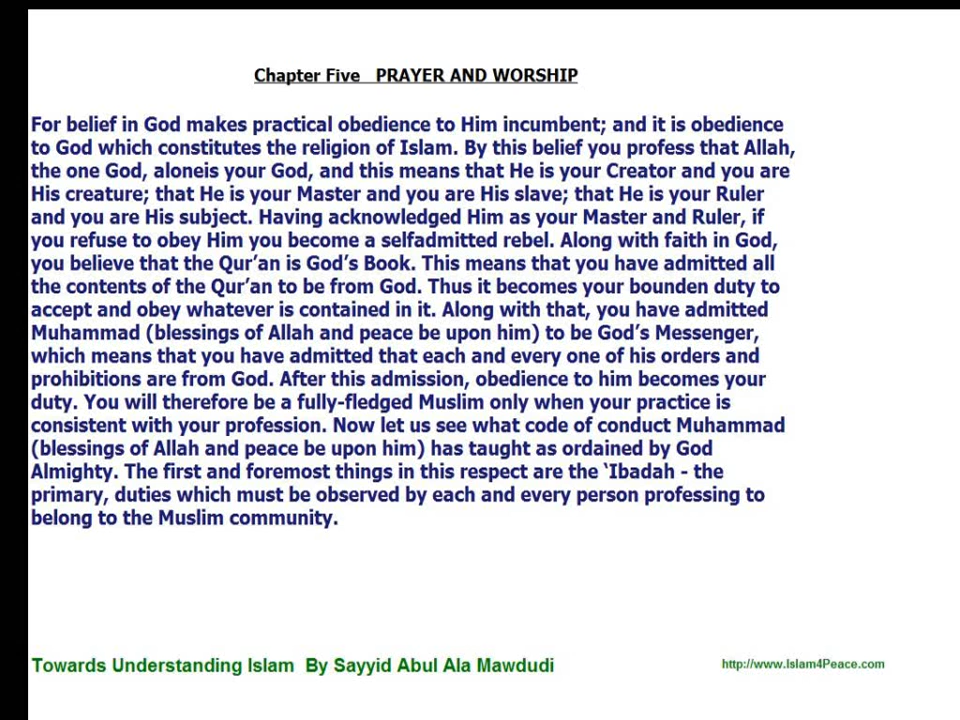 Chapter Five PRAYER AND WORSHIP
For belief in God makes practical obedience to Him incumbent; and it is obedience
to God which constitutes the religion of Islam. By this belief you profess that Allah,
the one God, aloneis your God, and this means that He is your Creator and you are
His creature; that He is your Master and you are His slave; that He is your Ruler
and you are His subject. Having acknowledged Him as your Master and Ruler, if
you refuse to obey Him you become a selfadmitted rebel. Along with faith in God,
you believe that the Qur’an is God’s Book. This means that you have admitted all
the contents of the Qur’an to be from God. Thus it becomes your bounden duty to
accept and obey whatever is contained in it. Along with that, you have admitted
Muhammad (blessings of Allah and peace be upon him) to be God’s Messenger,
which means that you have admitted that each and every one of his orders and
prohibitions are from God. After this admission, obedience to him becomes your
duty. You will therefore be a fully-fledged Muslim only when your practice is
consistent with your profession. Now let us see what code of conduct Muhammad
(blessings of Allah and peace be upon him) has taught as ordained by God
Almighty. The first and foremost things in this respect are the ‘Ibadah - the
primary, duties which must be observed by each and every person professing to
belong to the Muslim community.
Towards Understanding Islam By Sayyid Abul Ala Mawdudi
http://www.Islam4Peace.com